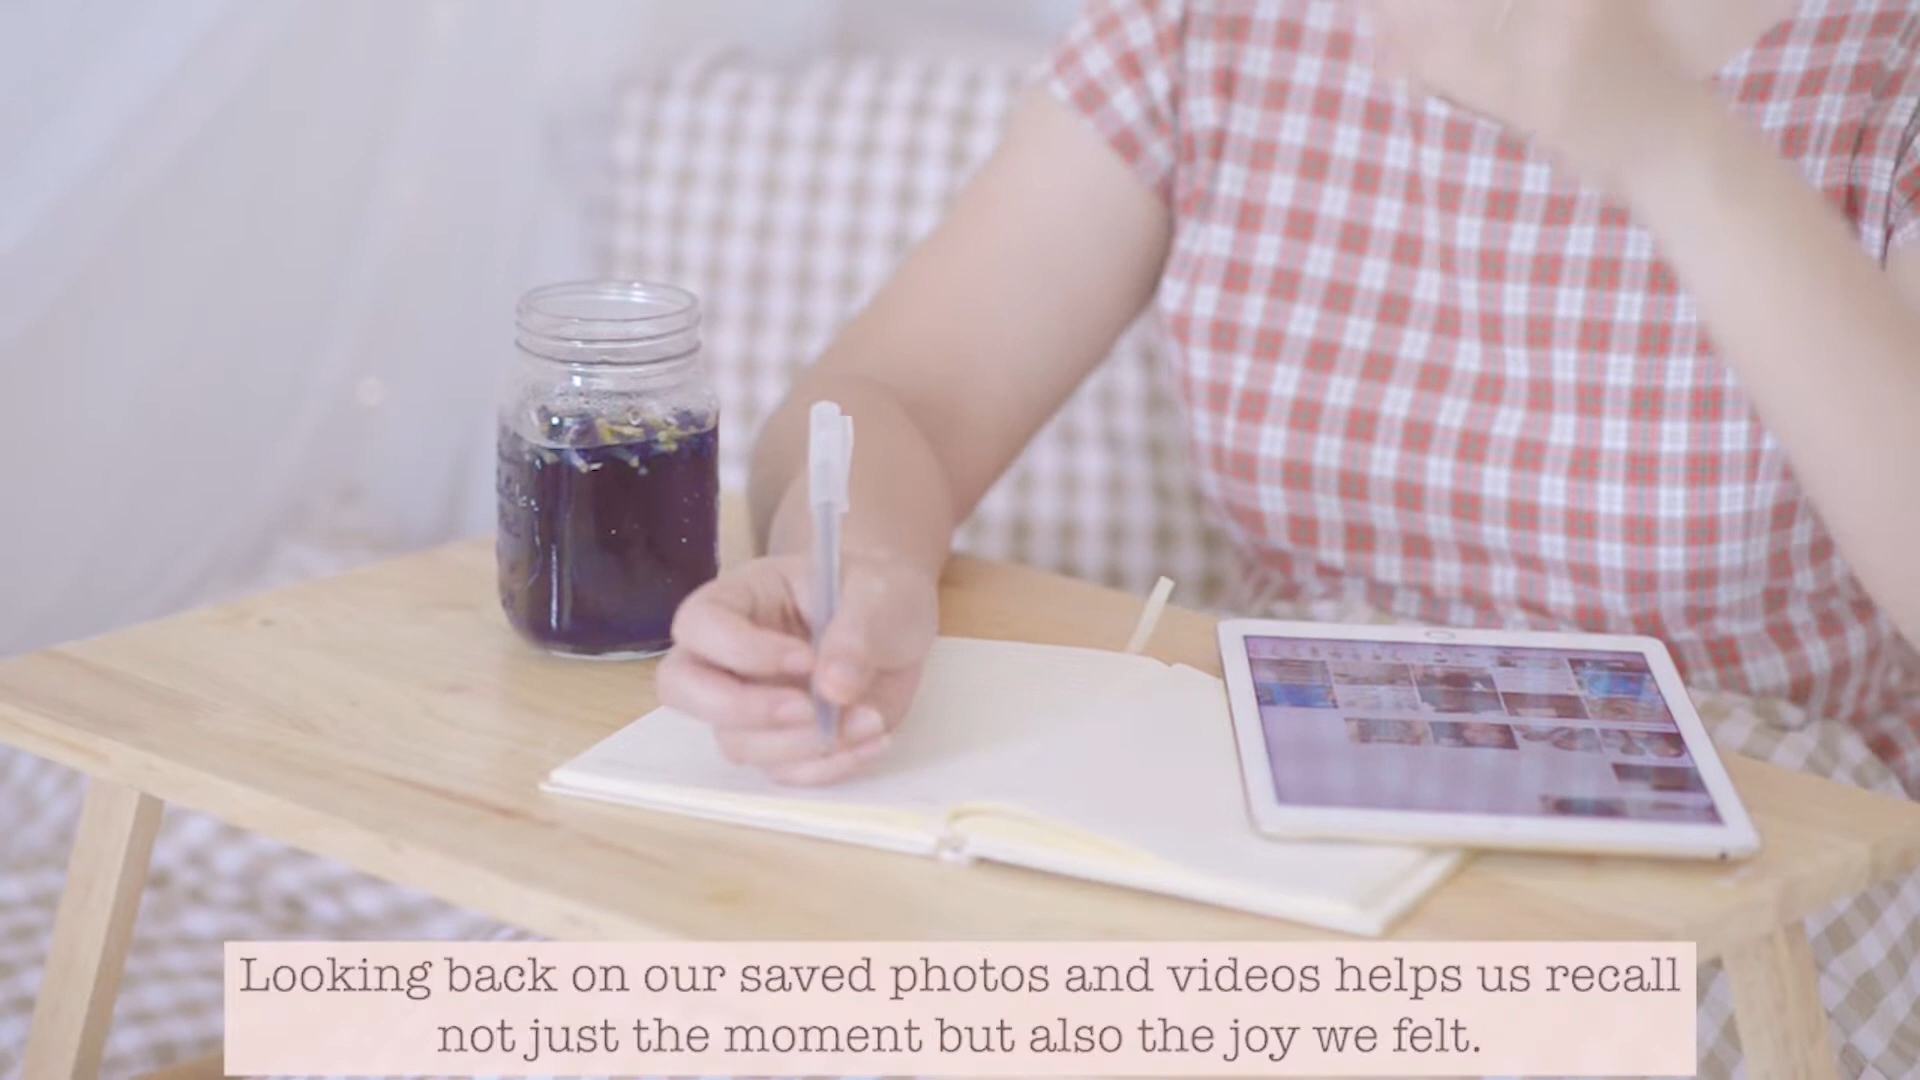 Looking back on our saved photos and videos helps us recall
not just the moment but also the joy we felt.